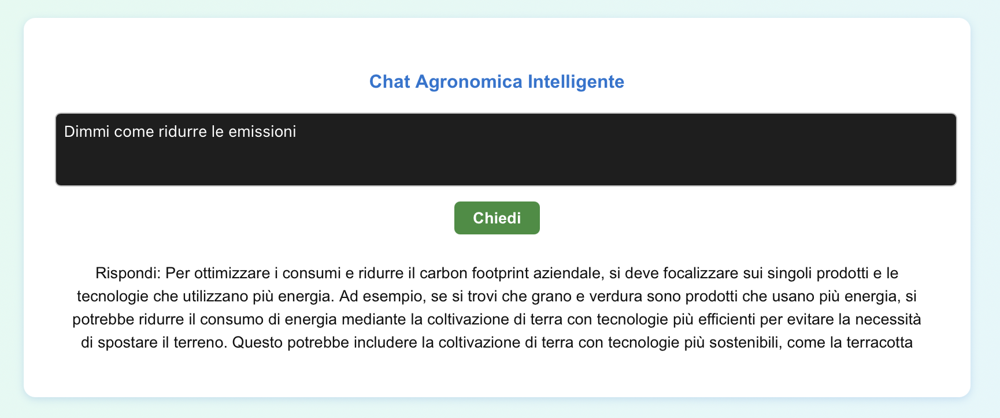 Chat Agronomica Intelligente
Dimmi come ridurre le emissioni
Chiedi
Rispondi: Per ottimizzare i consumi e ridurre il carbon footprint aziendale, si deve focalizzare sui singoli prodotti e le
tecnologie che utilizzano più energia. Ad esempio, se si trovi che grano e verdura sono prodotti che usano più energia, si
potrebbe ridurre il consumo di energia mediante la coltivazione di terra con tecnologie più efficienti per evitare la necessità
di spostare il terreno. Questo potrebbe includere la coltivazione di terra con tecnologie più sostenibili, come la terracotta